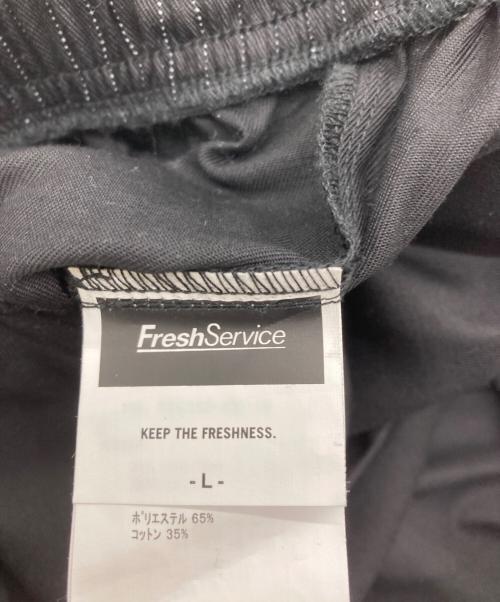 FreshService
KEEP THE FRESHNESS.
- L -
ポリエステル 65%
コットン 35%